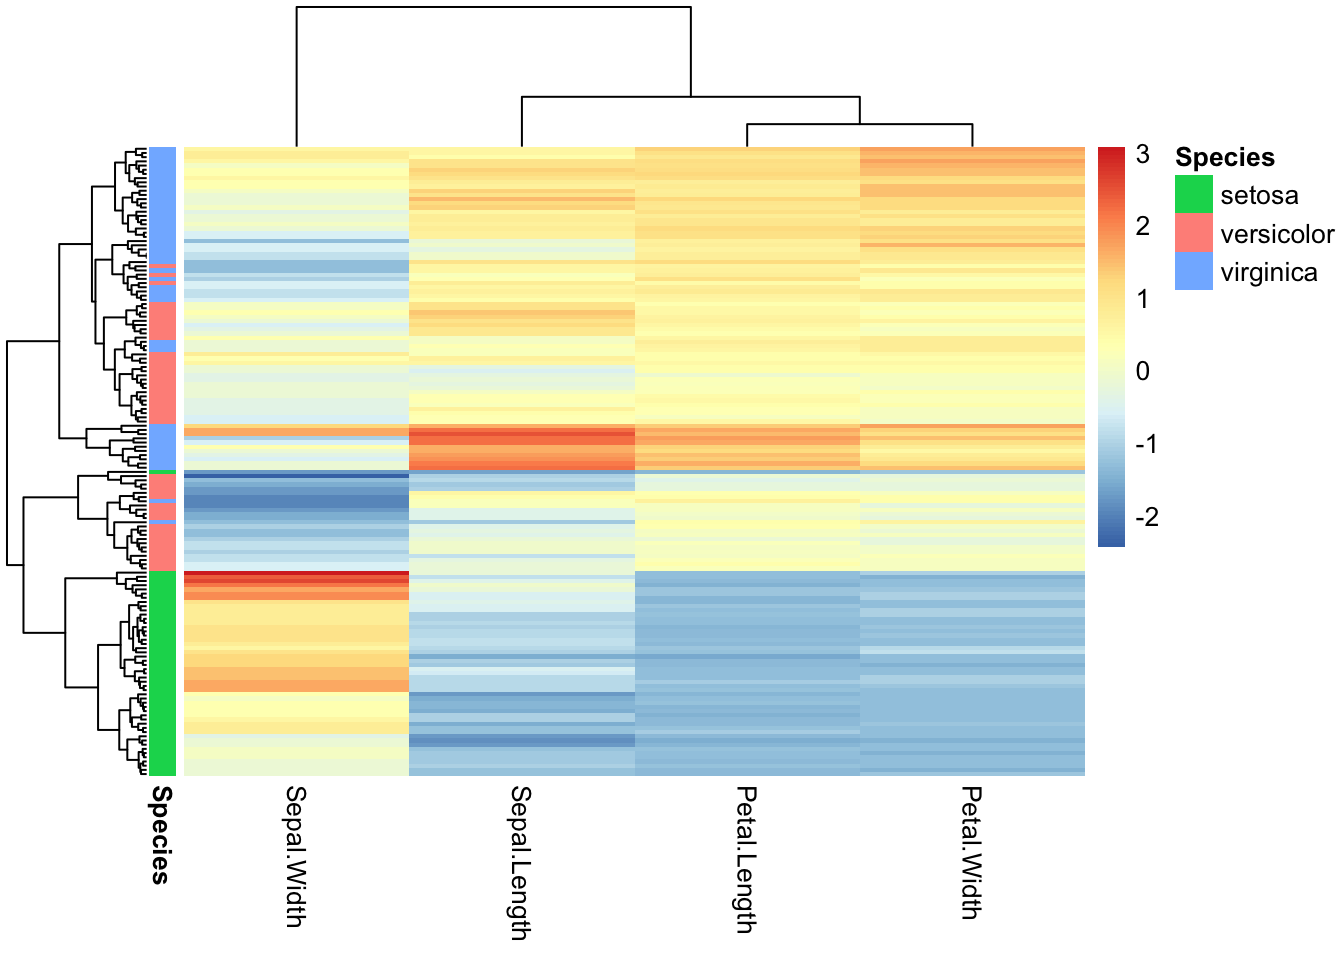 3
2
1
0
-1
-2
Species
setosa
versicolor
virginica
Species
Sepal.Width
Sepal.Length
Petal.Length
Petal.Width